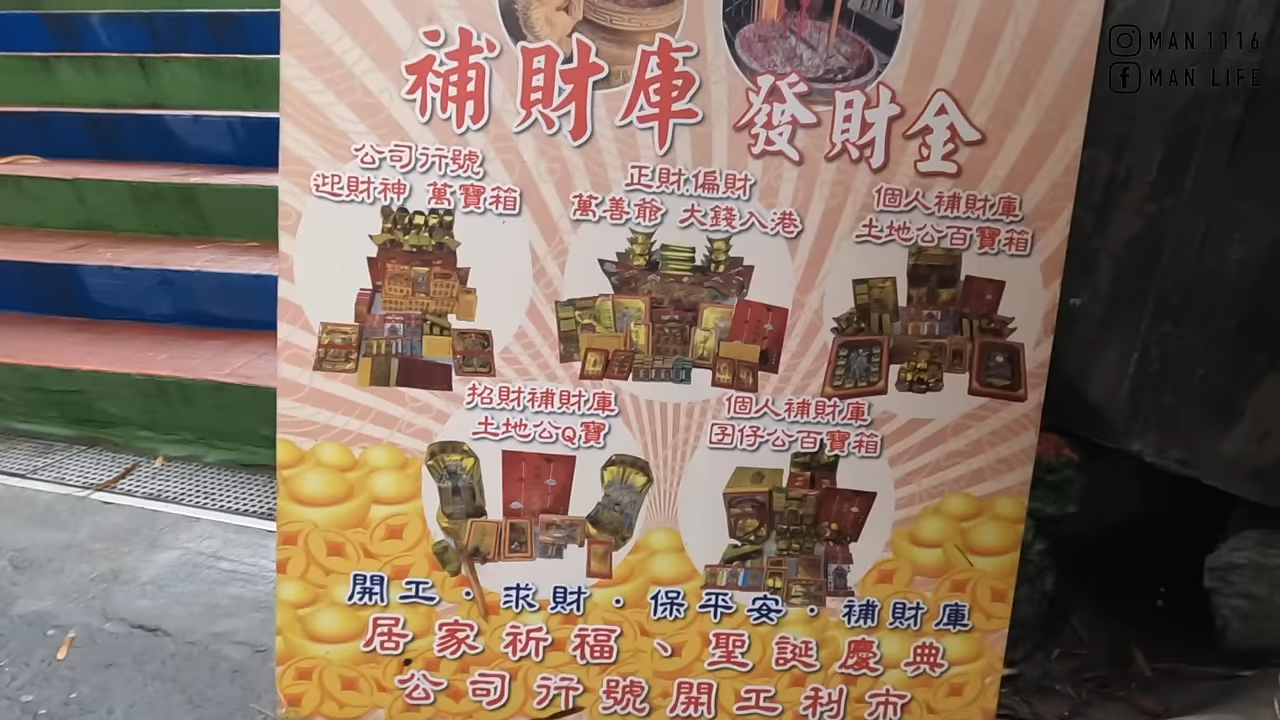 MAN.1116
MAN LIFE
補財庫 發財金
公司行號
迎財神 萬寶箱
正財.偏財
萬善爺 大錢入港
個人補財庫
土地公百寶箱
招財補財庫
土地公Q寶
個人補財庫
囝仔公百寶箱
開工·求財·保平安·補財庫
居家祈福、聖誕慶典
公司行號開工利市